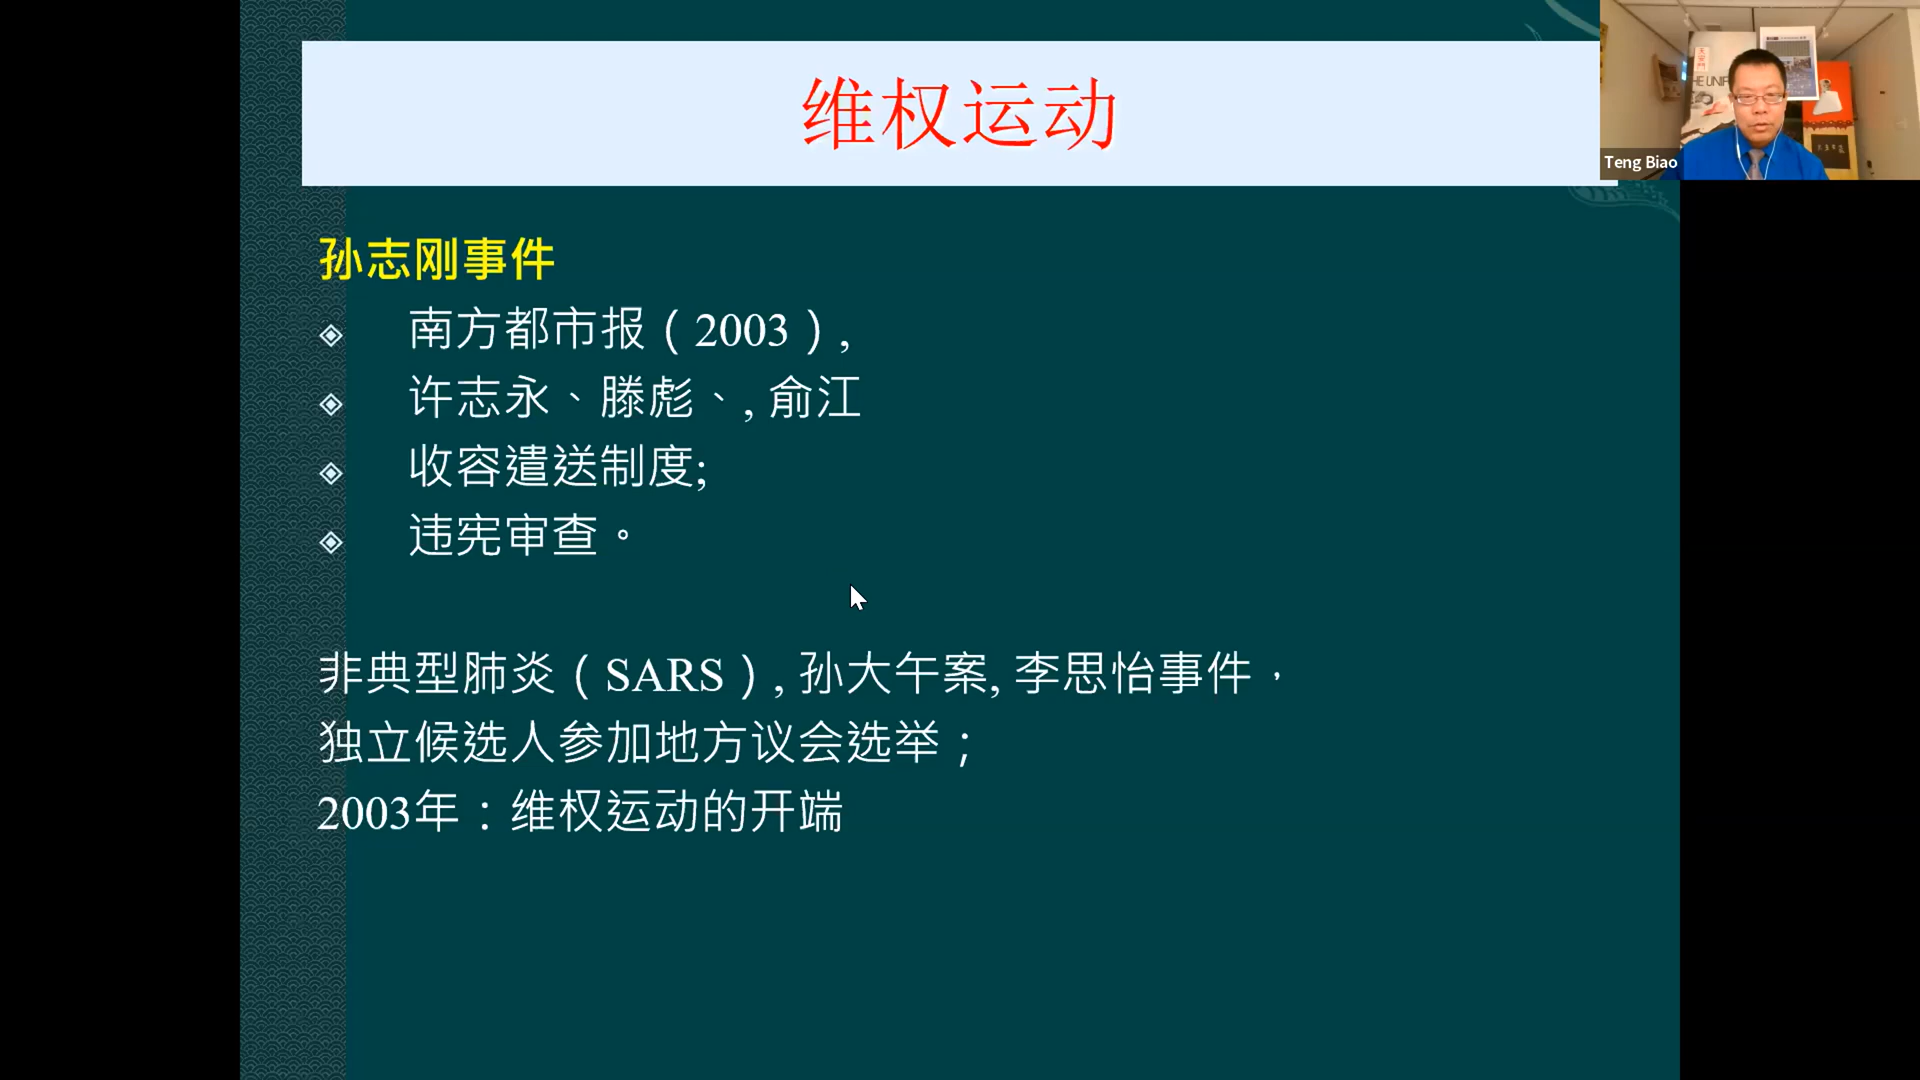 维权运动
Teng Biao
孙志刚事件
南方都市报（2003）,
许志永、滕彪、, 俞江
收容遣送制度;
违宪审查。
非典型肺炎（SARS）, 孙大午案, 李思怡事件，
独立候选人参加地方议会选举；
2003年：维权运动的开端